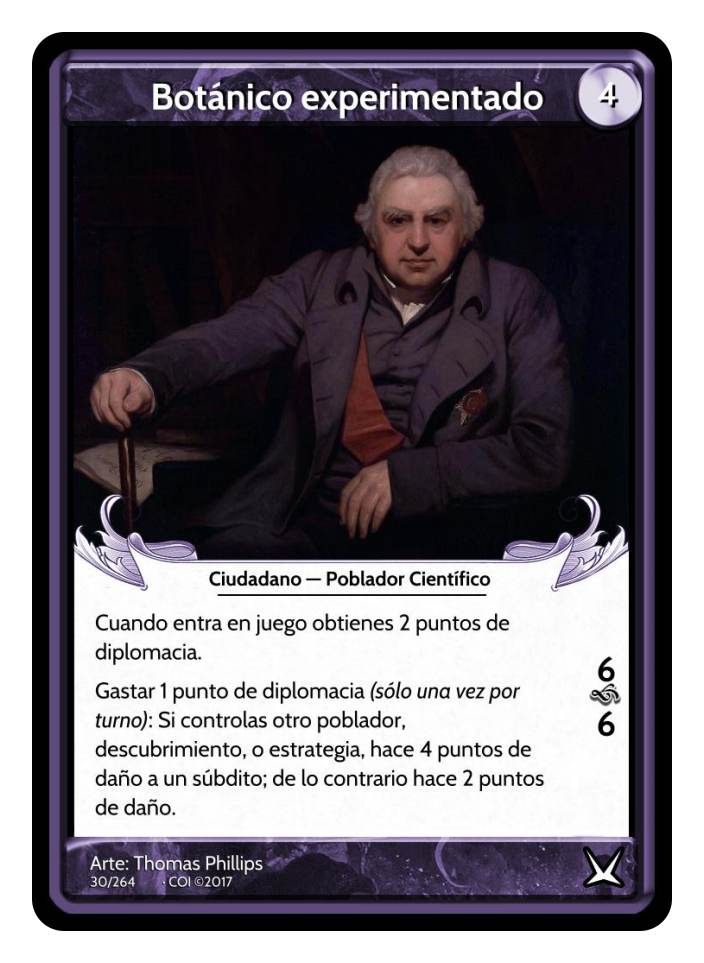 Botánico experimentado
4
Ciudadano — Poblador Científico
Cuando entra en juego obtienes 2 puntos de
diplomacia.
Gastar 1 punto de diplomacia (sólo una vez por
turno): Si controlas otro poblador,
descubrimiento, o estrategia, hace 4 puntos de
daño a un súbdito; de lo contrario hace 2 puntos
de daño.
6
6
Arte: Thomas Phillips
30/264 · COI ©2017